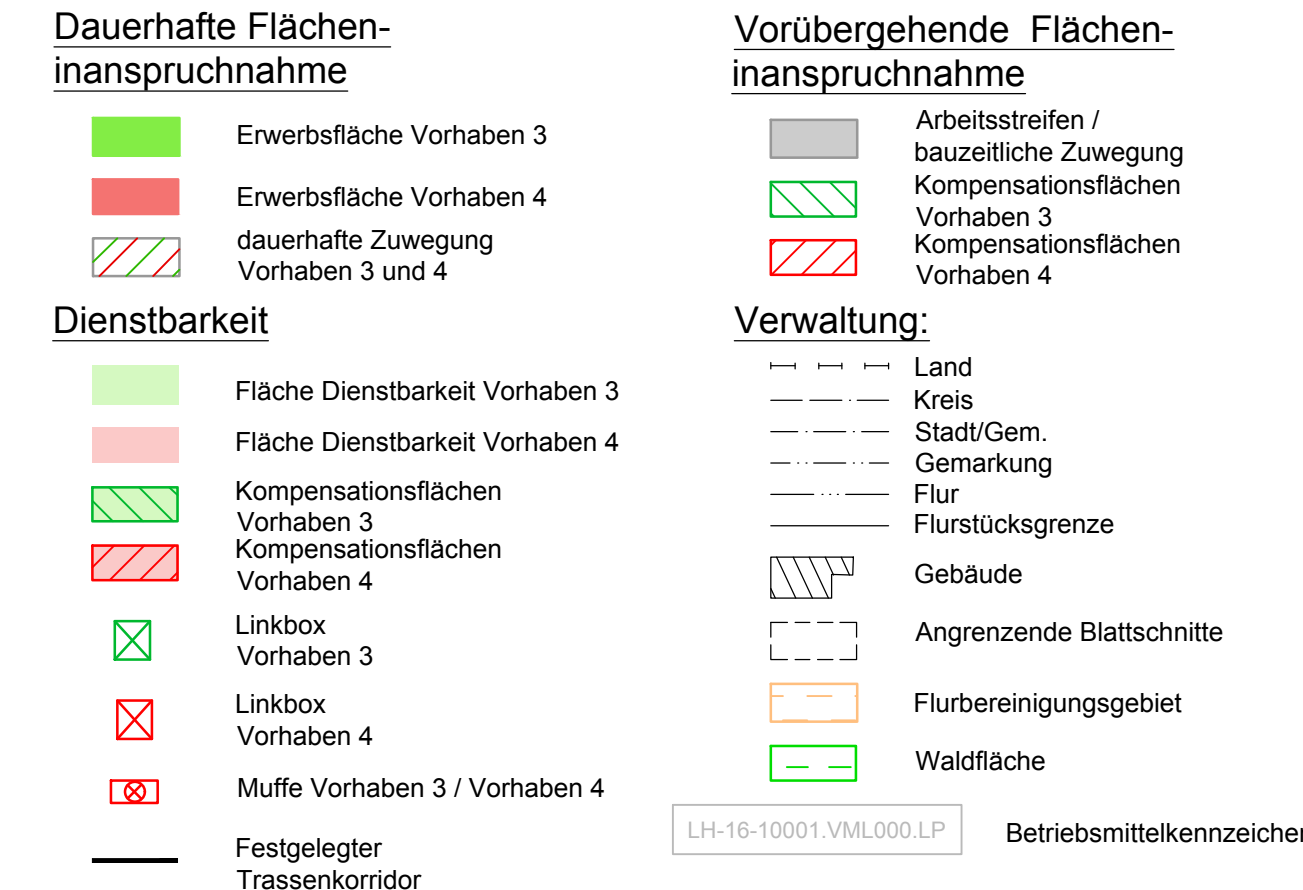 Dauerhafte Flächen-
inanspruchnahme
Erwerbsfläche Vorhaben 3
Erwerbsfläche Vorhaben 4
dauerhafte Zuwegung
Vorhaben 3 und 4
Dienstbarkeit
Fläche Dienstbarkeit Vorhaben 3
Fläche Dienstbarkeit Vorhaben 4
Kompensationsflächen
Vorhaben 3
Kompensationsflächen
Vorhaben 4
Linkbox
Vorhaben 3
Linkbox
Vorhaben 4
Muffe Vorhaben 3 / Vorhaben 4
Festgelegter
Trassenkorridor
Vorübergehende Flächen-
inanspruchnahme
Arbeitsstreifen /
bauzeitliche Zuwegung
Kompensationsflächen
Vorhaben 3
Kompensationsflächen
Vorhaben 4
Verwaltung:
Land
Kreis
Stadt/Gem.
Gemarkung
Flur
Flurstücksgrenze
Gebäude
Angrenzende Blattschnitte
Flurbereinigungsgebiet
Waldfläche
LH-16-10001.VML000.LP
Betriebsmittelkennzeichen